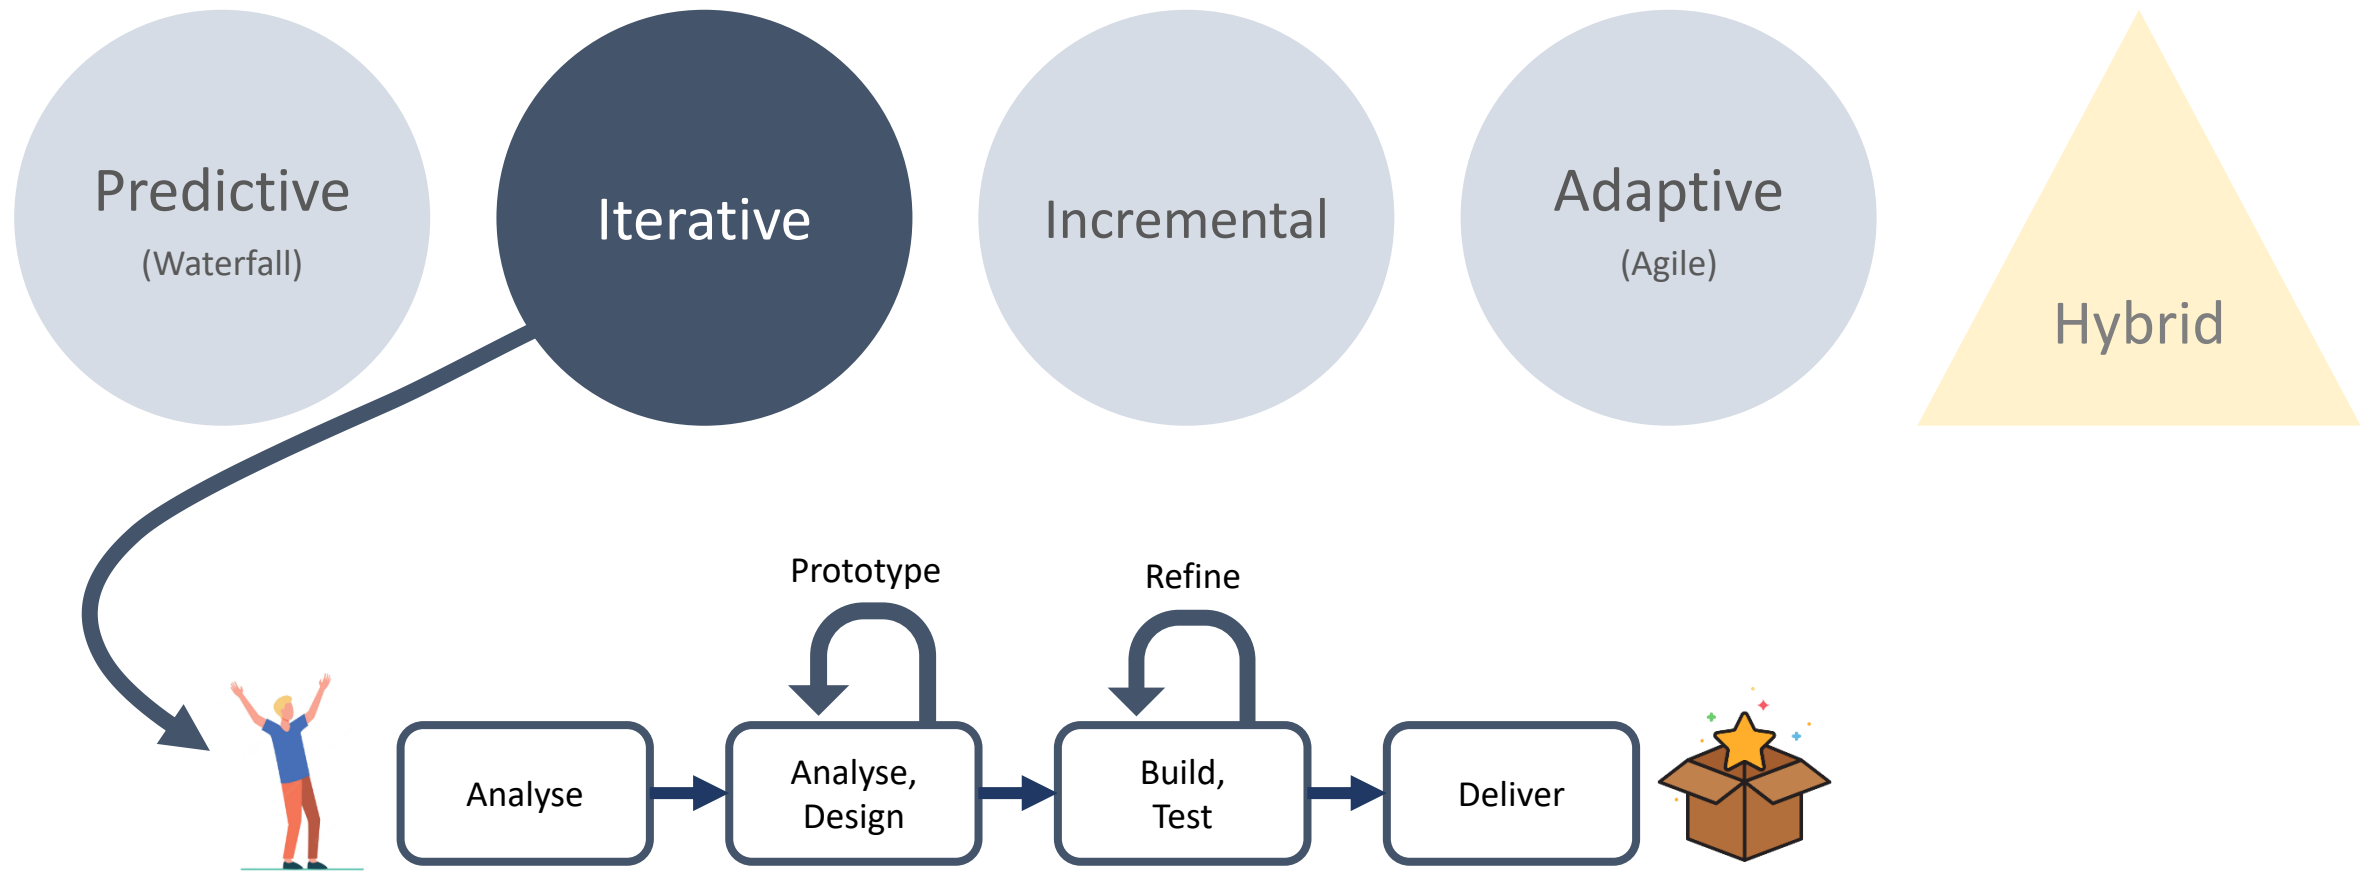 Predictive
(Waterfall)
Iterative
Incremental
Adaptive
(Agile)
Hybrid
Prototype
Refine
Analyse
Analyse,
Design
Build,
Test
Deliver